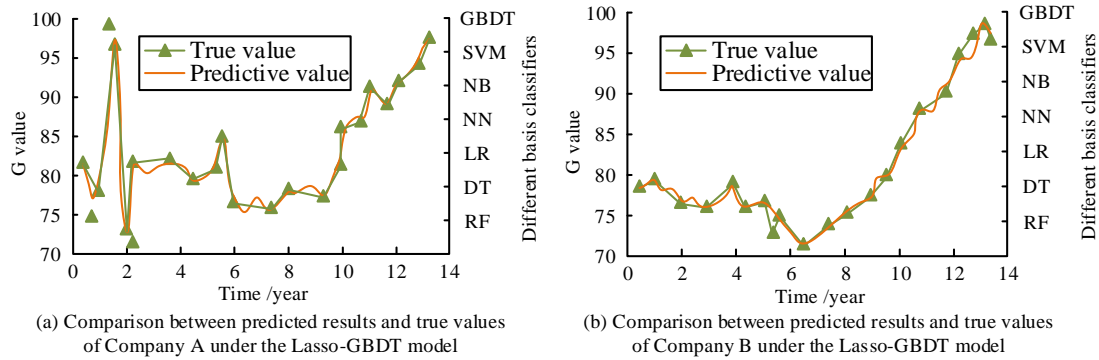 100
95
90
85
80
75
70
G value
True value
Predictive value
GBDT
SVM
NB
NN
LR
DT
RF
Different basis classifiers
0 2 4 6 8 10 12 14
Time /year
(a) Comparison between predicted results and true values
of Company A under the Lasso-GBDT model
100
95
90
85
80
75
70
G value
True value
Predictive value
GBDT
SVM
NB
NN
LR
DT
RF
Different basis classifiers
0 2 4 6 8 10 12 14
Time /year
(b) Comparison between predicted results and true values
of Company B under the Lasso-GBDT model